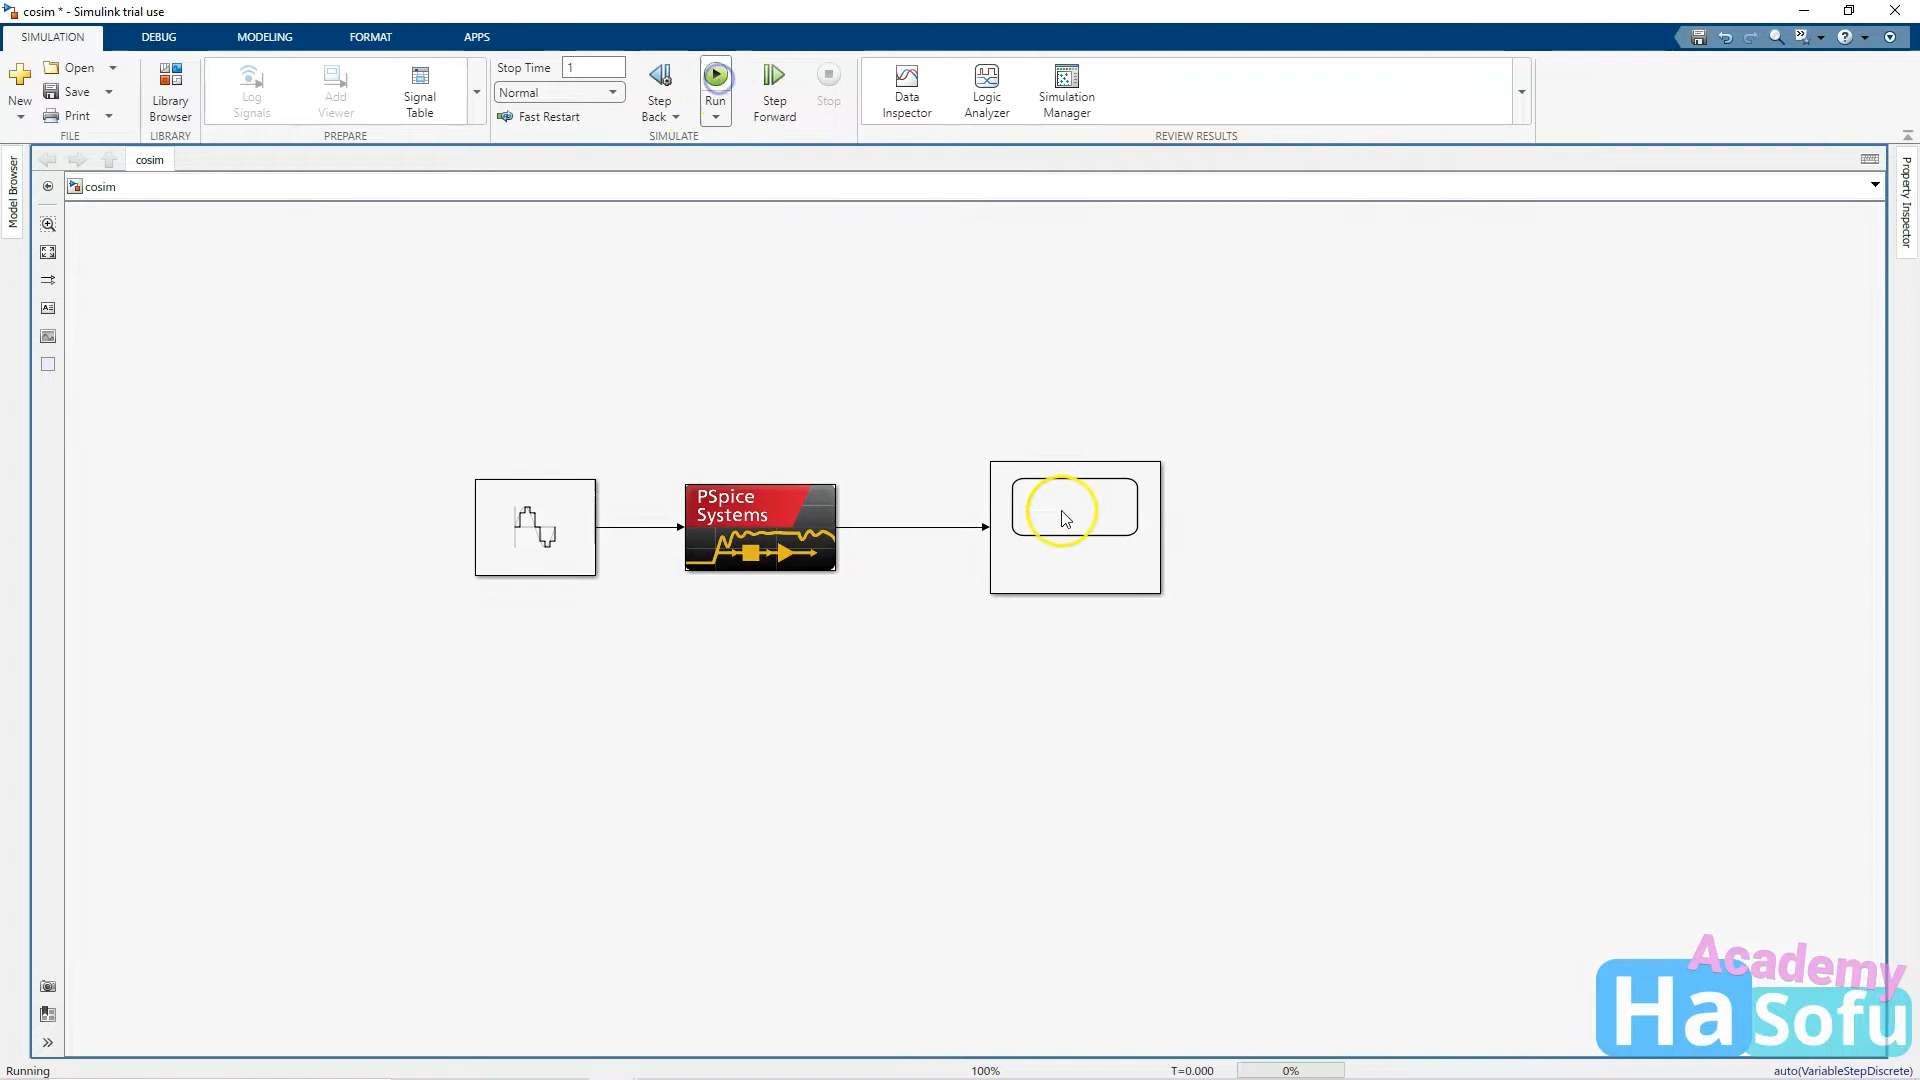 cosim * - Simulink trial use
SIMULATION
DEBUG
MODELING
FORMAT
APPS
New
Open
Save
Print
FILE
Library
Browser
LIBRARY
Log
Signals
Add
Viewer
Signal
Table
PREPARE
Stop Time 1
Normal
Fast Restart
Step
Back
Run
Step
Forward
Stop
SIMULATE
Data
Inspector
Logic
Analyzer
Simulation
Manager
REVIEW RESULTS
Model Browser
cosim
cosim
Property Inspector
PSpice
Systems
Academy
Ha Sofu
Running
100%
T=0.000
0%
auto(VariableStepDiscrete)